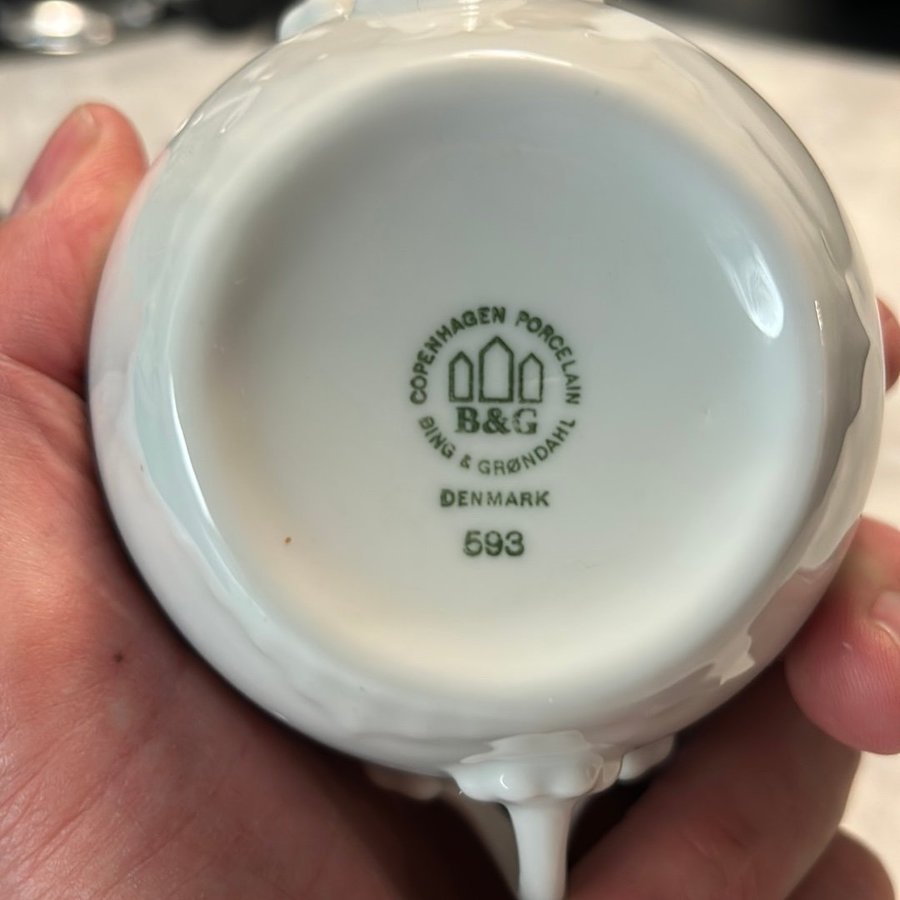 COPENHAGEN PORCELAIN
B&G
BING & GRØNDAHL
DENMARK
593